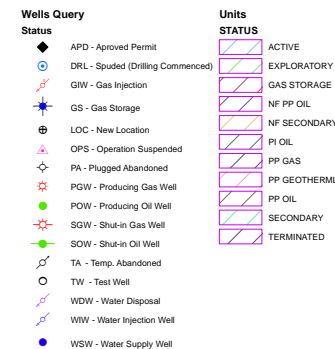 Wells Query
Status
APD - Aproved Permit
DRL - Spuded (Drilling Commenced)
GIW - Gas Injection
GS - Gas Storage
LOC - New Location
OPS - Operation Suspended
PA - Plugged Abandoned
PGW - Producing Gas Well
POW - Producing Oil Well
SGW - Shut-in Gas Well
SOW - Shut-in Oil Well
TA - Temp. Abandoned
TW - Test Well
WDW - Water Disposal
WIW - Water Injection Well
WSW - Water Supply Well
Units
STATUS
ACTIVE
EXPLORATORY
GAS STORAGE
NF PP OIL
NF SECONDARY
PI OIL
PP GAS
PP GEOTHERML
PP OIL
SECONDARY
TERMINATED